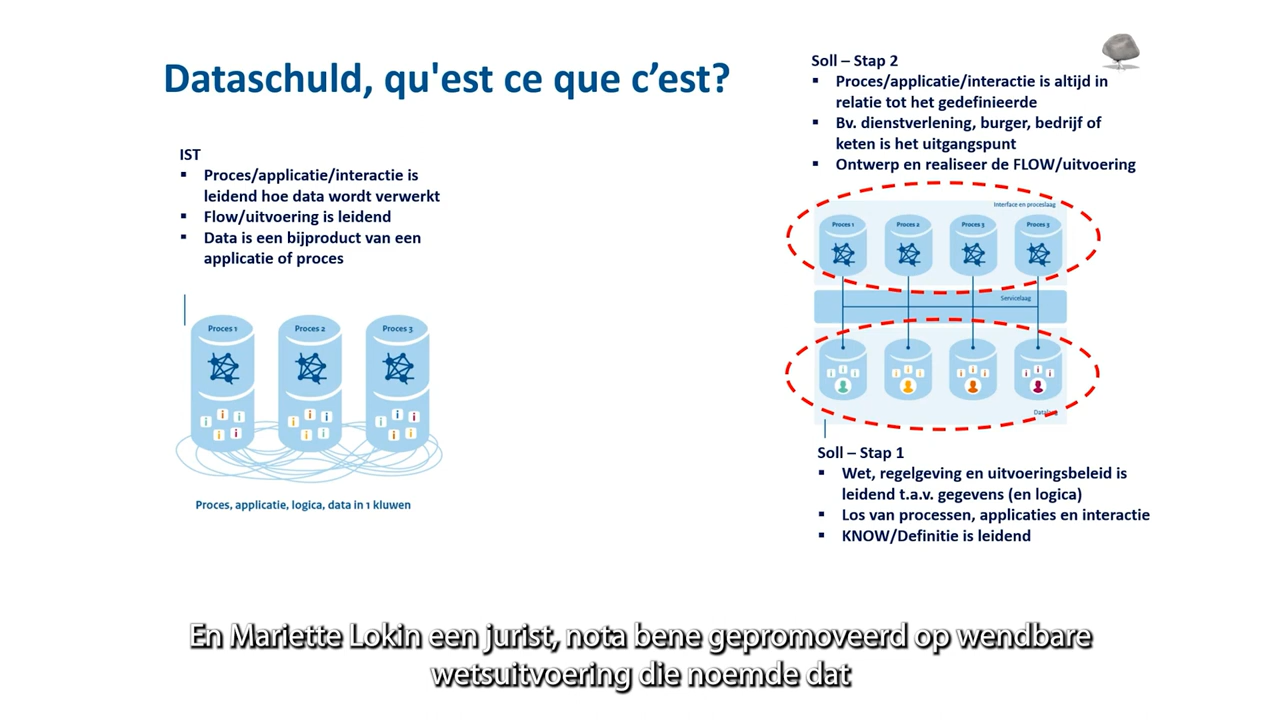 Dataschuld, qu'est ce que c’est?
IST
▪ Proces/applicatie/interactie is
leidend hoe data wordt verwerkt
▪ Flow/uitvoering is leidend
▪ Data is een bijproduct van een
applicatie of proces
Proces 1
Proces 2
Proces 3
i i i i i
i i i i i
i i i i i
Proces, applicatie, logica, data in 1 kluwen
Soll – Stap 2
▪ Proces/applicatie/interactie is altijd in
relatie tot het gedefinieerde
▪ Bv. dienstverlening, burger, bedrijf of
keten is het uitgangspunt
▪ Ontwerp en realiseer de FLOW/uitvoering
Interface en proceslaag
Proces 1
Proces 2
Proces 3
Proces 3
Servicelaag
i i i
i i i
i i i
i i i
Datalaag
Soll – Stap 1
▪ Wet, regelgeving en uitvoeringsbeleid is
leidend t.a.v. gegevens (en logica)
▪ Los van processen, applicaties en interactie
▪ KNOW/Definitie is leidend
En Mariette Lokin een jurist, nota bene gepromoveerd op wendbare
wetsuitvoering die noemde dat